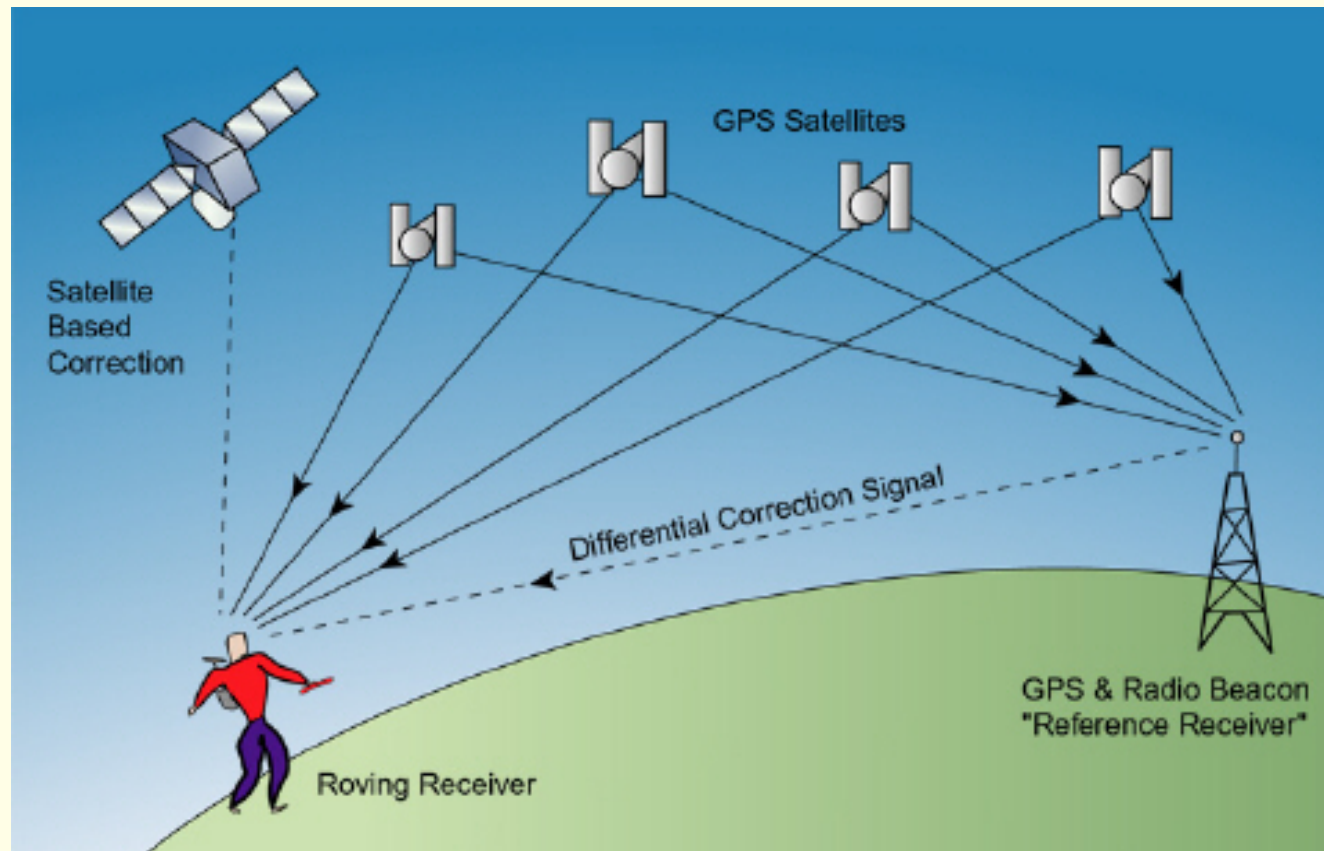 GPS Satellites
Satellite
Based
Correction
Differential Correction Signal
GPS & Radio Beacon
"Reference Receiver"
Roving Receiver